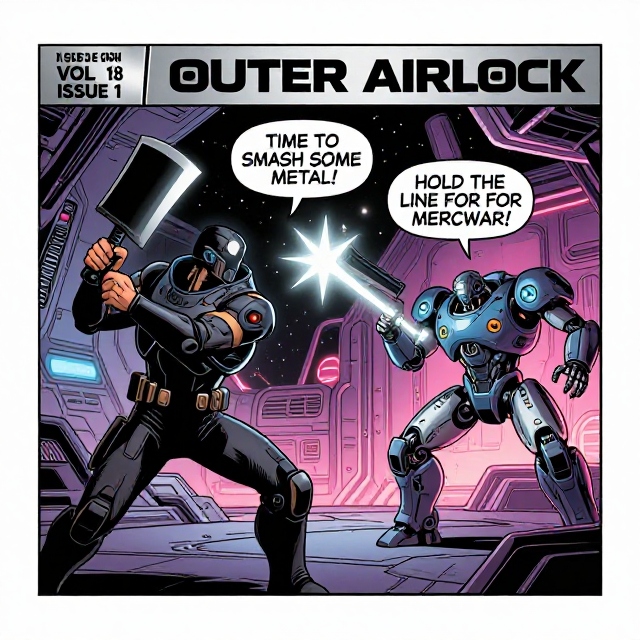 VOL 18
ISSUE 1
OUTER AIRLOCK
TIME TO
SMASH SOME
METAL!
HOLD THE
LINE FOR FOR
MERCWAR!